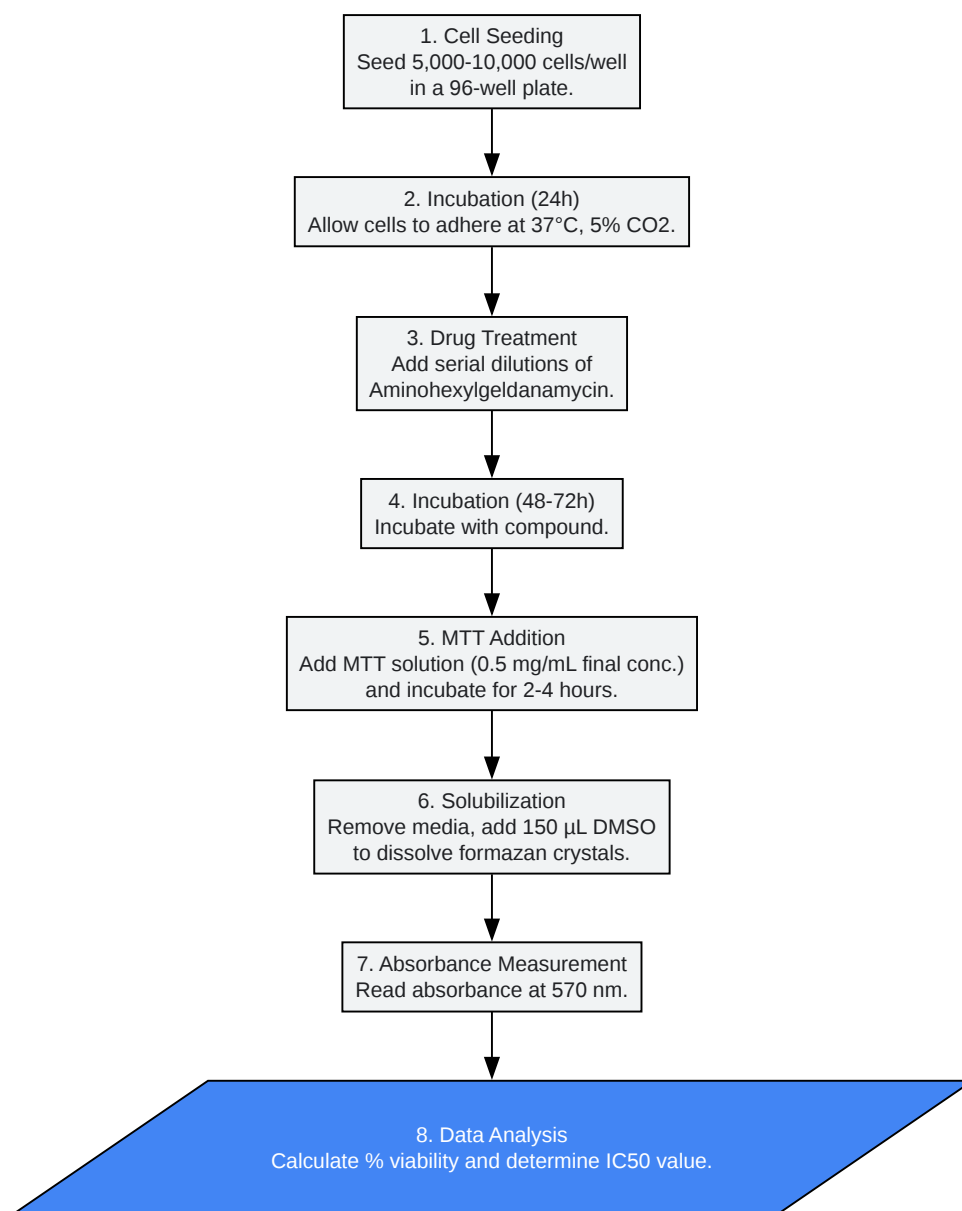 1. Cell Seeding
Seed 5,000-10,000 cells/well
in a 96-well plate.
2. Incubation (24h)
Allow cells to adhere at 37°C, 5% CO2.
3. Drug Treatment
Add serial dilutions of
Aminohexylgeldanamycin.
4. Incubation (48-72h)
Incubate with compound.
5. MTT Addition
Add MTT solution (0.5 mg/mL final conc.)
and incubate for 2-4 hours.
6. Solubilization
Remove media, add 150 µL DMSO
to dissolve formazan crystals.
7. Absorbance Measurement
Read absorbance at 570 nm.
8. Data Analysis
Calculate % viability and determine IC50 value.